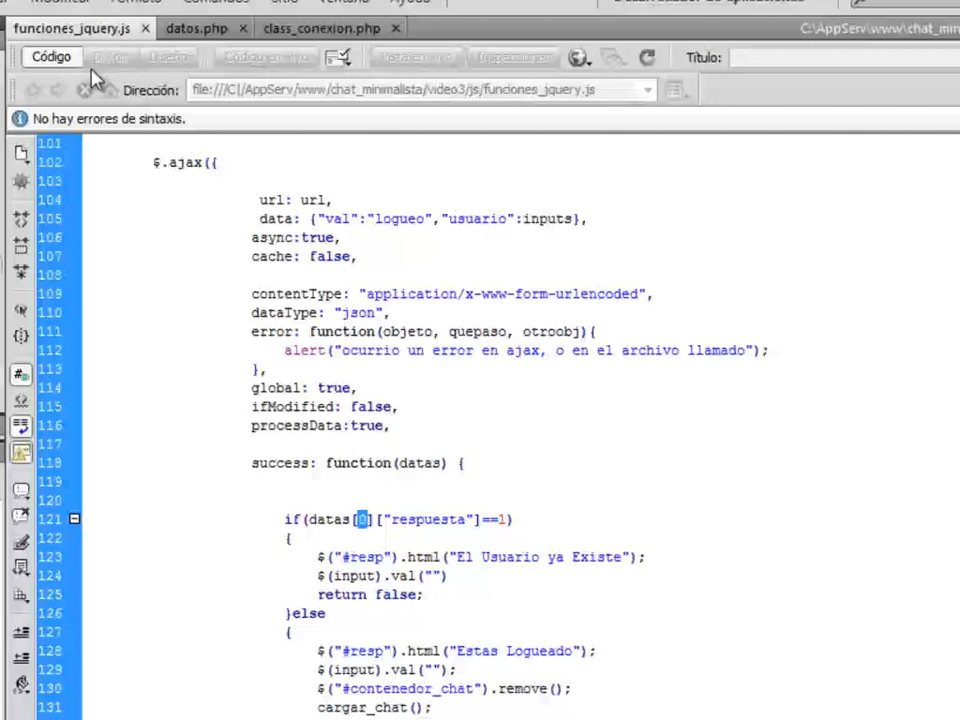 funciones_jquery.js
datos.php
class_conexion.php
C:\AppServ\www\chat_min
Código
Título:
Dirección:
file:///C|/AppServ/www/chat_minimalista/video3/js/funciones_jquery.js
No hay errores de sintaxis.
101
102 $.ajax({
103
104 url: url,
105 data: {"val":"logueo","usuario":inputs},
106 async:true,
107 cache: false,
108
109 contentType: "application/x-www-form-urlencoded",
110 dataType: "json",
111 error: function(objeto, quepaso, otroobj){
112 alert("ocurrio un error en ajax, o en el archivo llamado");
113 },
114 global: true,
115 ifModified: false,
116 processData:true,
117
118 success: function(datas) {
119
120
121 if(datas[0]["respuesta"]==1)
122 {
123 $("#resp").html("El Usuario ya Existe");
124 $(input).val("")
125 return false;
126 }else
127 {
128 $("#resp").html("Estas Logueado");
129 $(input).val("");
130 $("#contenedor_chat").remove();
131 cargar_chat();